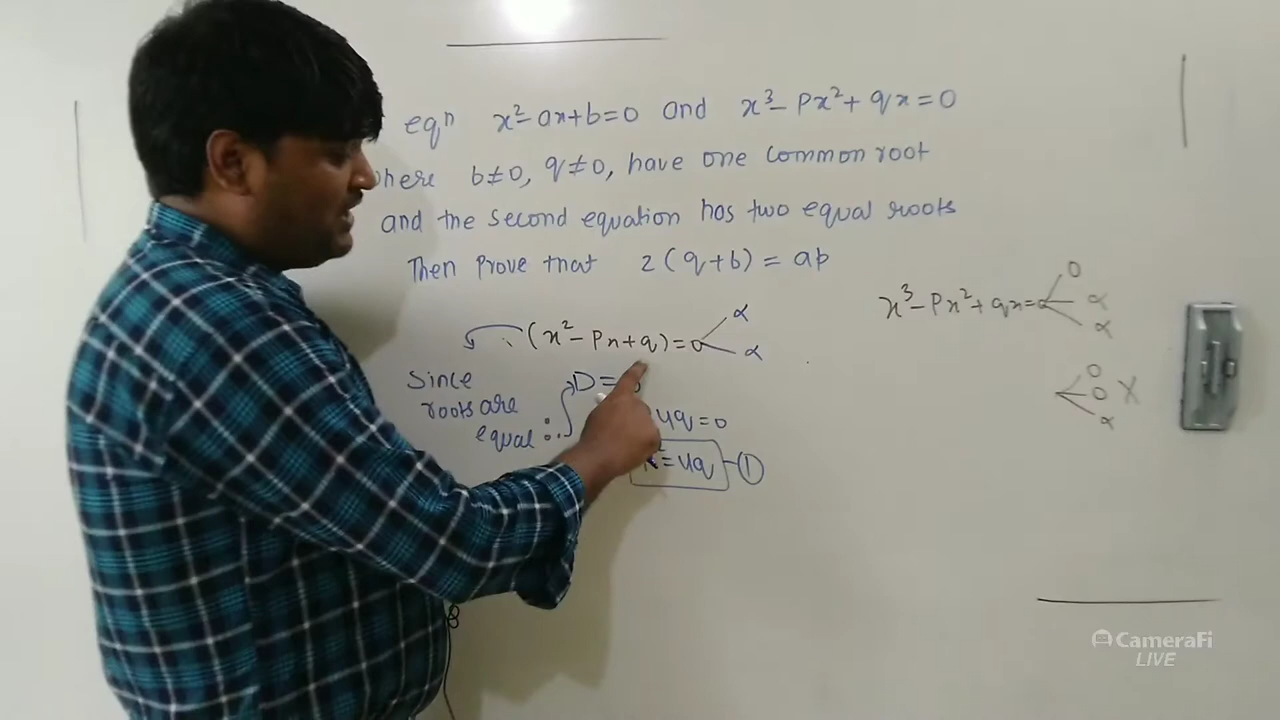 eqn x²-ax+b=0 and x³-Px²+qx=0
here b≠0, q≠0, have one common root
and the second equation has two equal roots
Then prove that 2(q+b)=ap
x³-Px²+qx=0 0 α α
(x²-Px+q)=0 α α
0 0 α X
Since D=
roots are
equal ∴ 4q=0
²=4q -①
CameraFi
LIVE